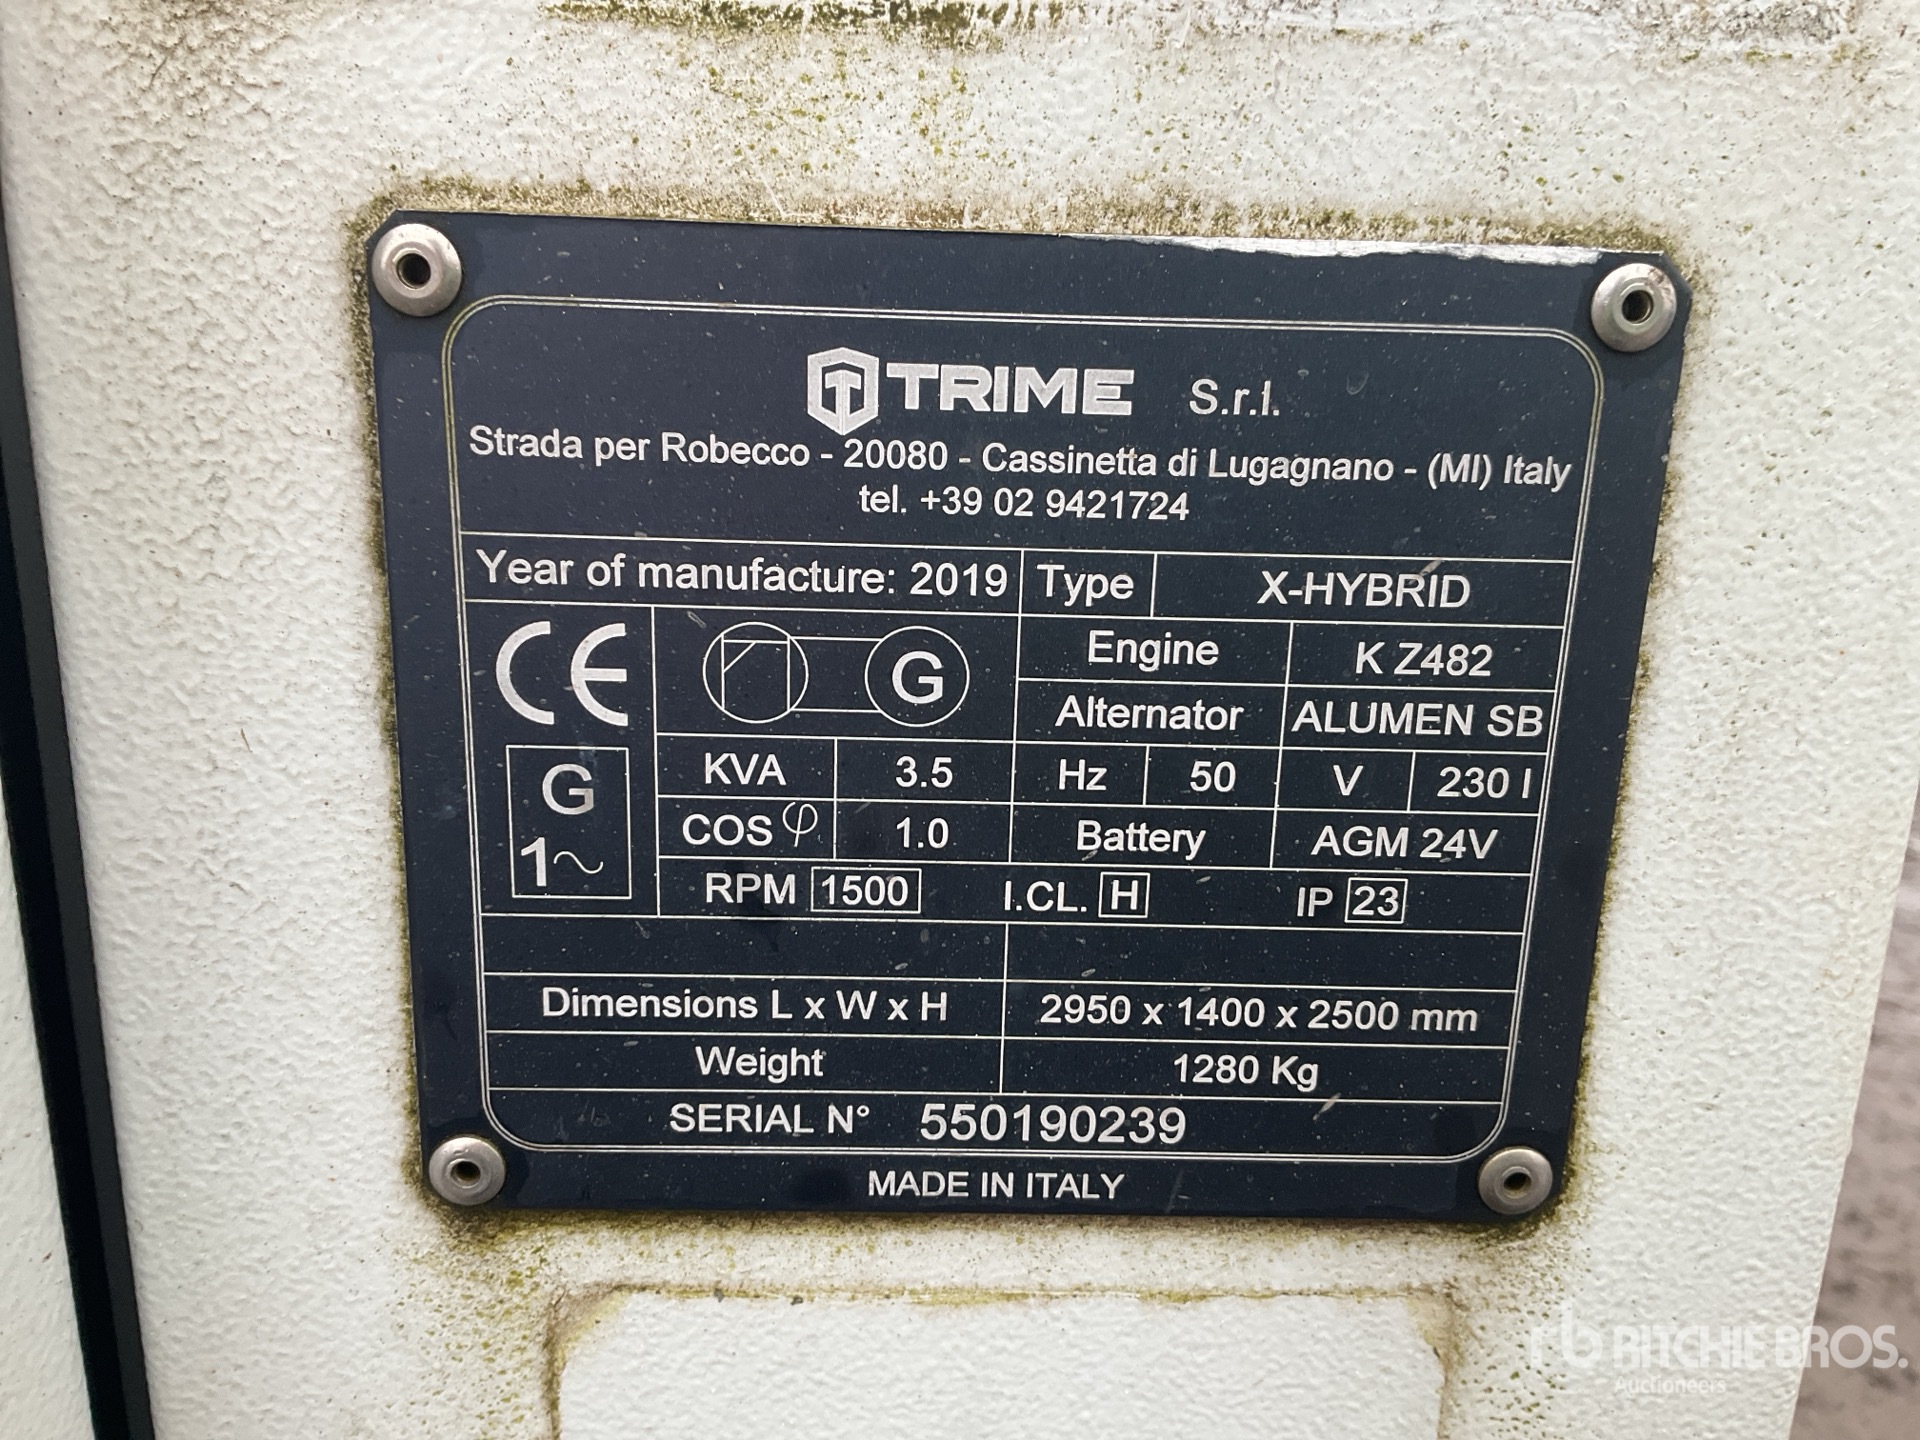 TRIME S.r.l.
Strada per Robecco - 20080 - Cassinetta di Lugagnano - (MI) Italy
tel. +39 02 9421724
Year of manufacture: 2019 Type X-HYBRID
CE G Engine K Z482
Alternator ALUMEN SB
G 1~ KVA 3.5 Hz 50 V 230 I
COS φ 1.0 Battery AGM 24V
RPM 1500 I.CL. H IP 23
Dimensions L x W x H 2950 x 1400 x 2500 mm
Weight 1280 Kg
SERIAL N° 550190239
MADE IN ITALY
rb RITCHIE BROS.
Auctioneers